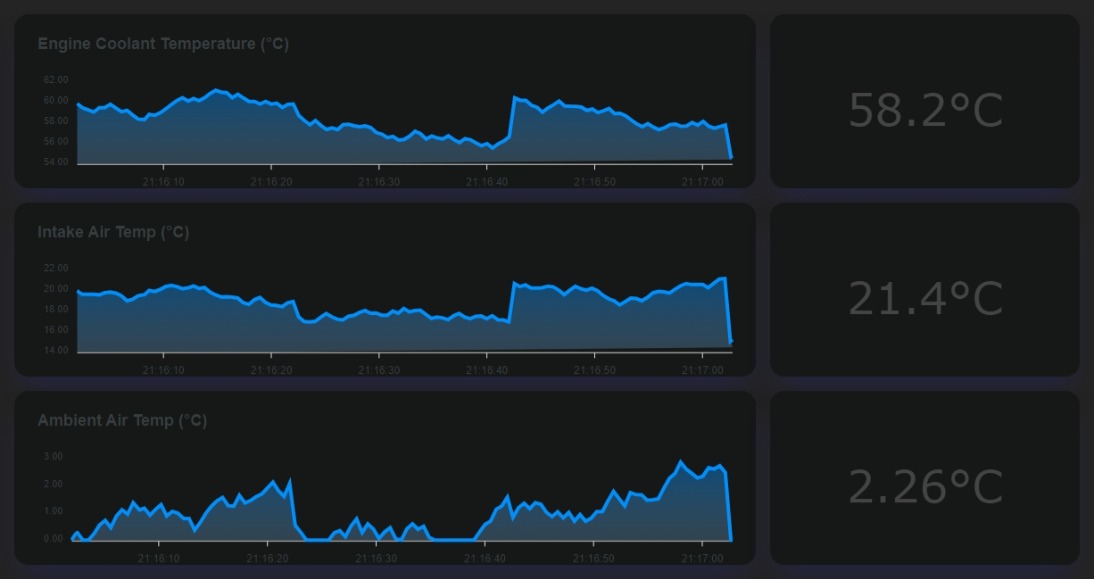 Engine Coolant Temperature (°C)
62.00
60.00
58.00
56.00
54.00
21:16:10 21:16:20 21:16:30 21:16:40 21:16:50 21:17:00
58.2°C
Intake Air Temp (°C)
22.00
20.00
18.00
16.00
14.00
21:16:10 21:16:20 21:16:30 21:16:40 21:16:50 21:17:00
21.4°C
Ambient Air Temp (°C)
3.00
2.00
1.00
0.00
21:16:10 21:16:20 21:16:30 21:16:40 21:16:50 21:17:00
2.26°C